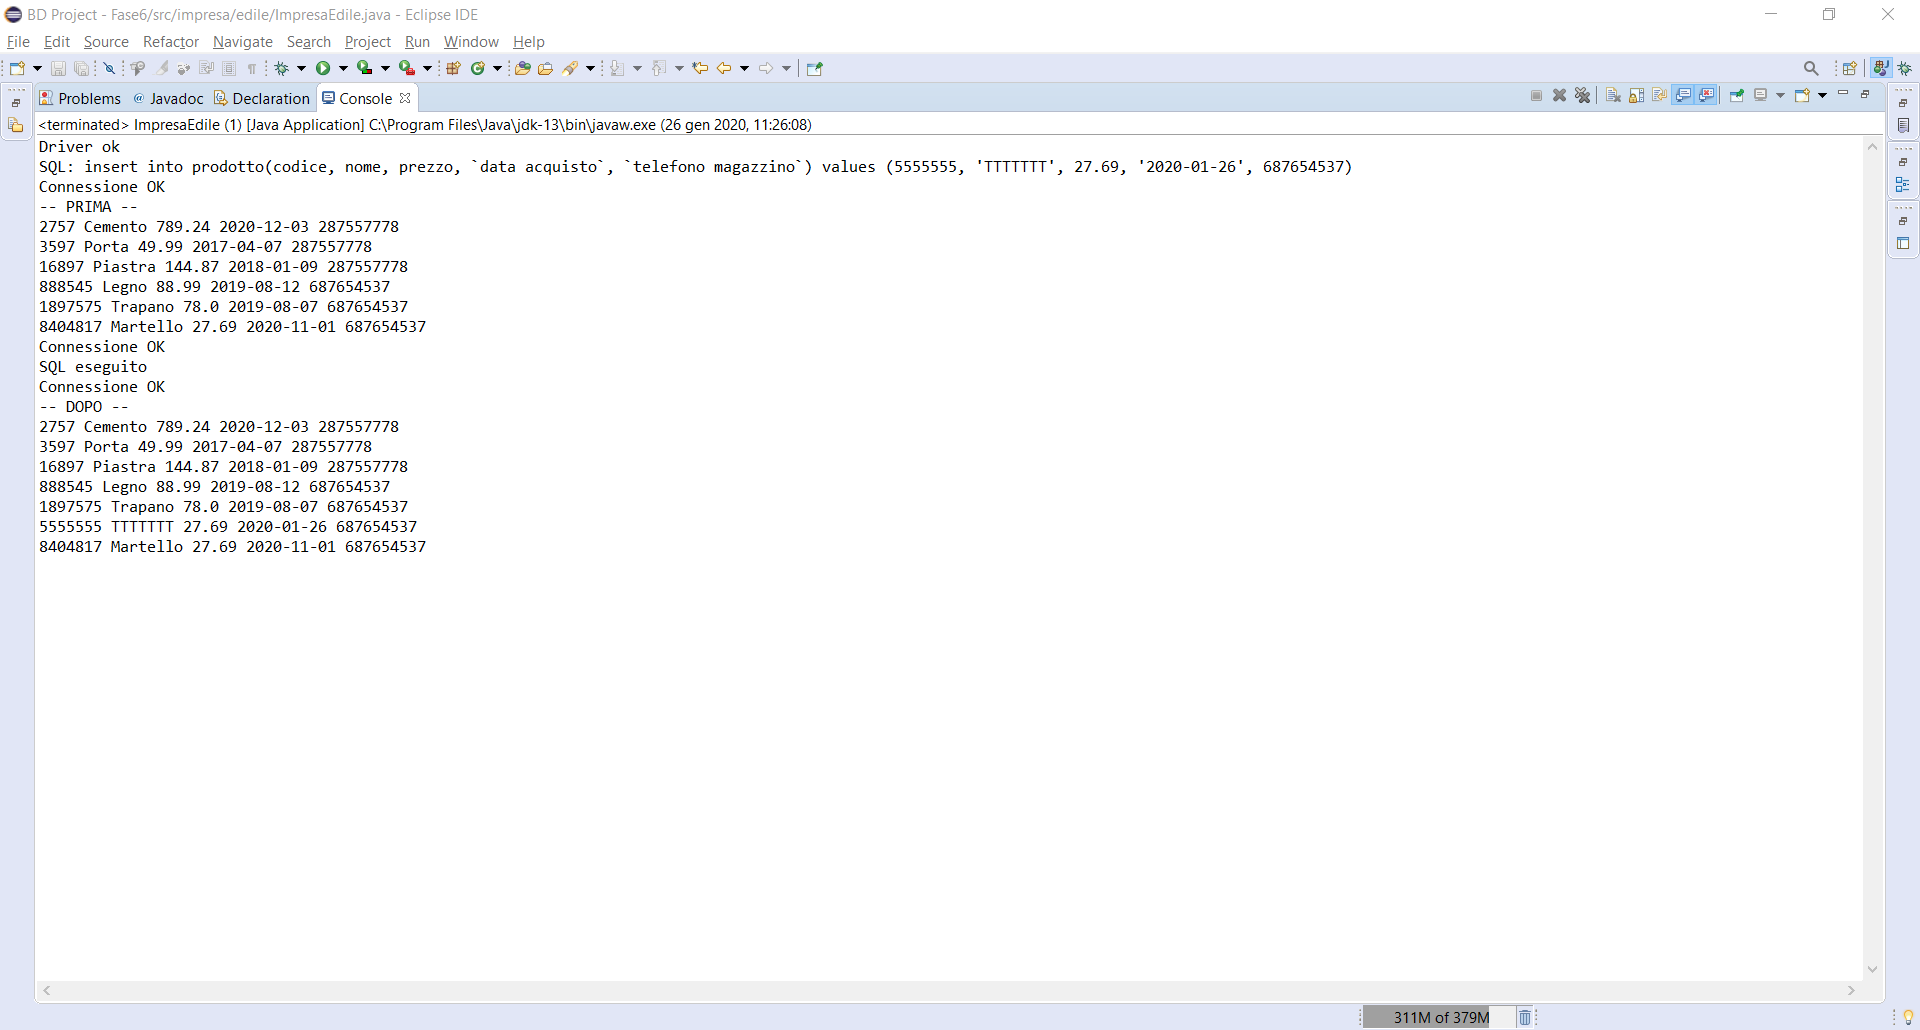 BD Project - Fase6/src/impresa/edile/ImpresaEdile.java - Eclipse IDE
File Edit Source Refactor Navigate Search Project Run Window Help
Problems @ Javadoc Declaration Console
<terminated> ImpresaEdile (1) [Java Application] C:\Program Files\Java\jdk-13\bin\javaw.exe (26 gen 2020, 11:26:08)
Driver ok
SQL: insert into prodotto(codice, nome, prezzo, `data acquisto`, `telefono magazzino`) values (5555555, 'TTTTTTT', 27.69, '2020-01-26', 687654537)
Connessione OK
-- PRIMA --
2757 Cemento 789.24 2020-12-03 287557778
3597 Porta 49.99 2017-04-07 287557778
16897 Piastra 144.87 2018-01-09 287557778
888545 Legno 88.99 2019-08-12 687654537
1897575 Trapano 78.0 2019-08-07 687654537
8404817 Martello 27.69 2020-11-01 687654537
Connessione OK
SQL eseguito
Connessione OK
-- DOPO --
2757 Cemento 789.24 2020-12-03 287557778
3597 Porta 49.99 2017-04-07 287557778
16897 Piastra 144.87 2018-01-09 287557778
888545 Legno 88.99 2019-08-12 687654537
1897575 Trapano 78.0 2019-08-07 687654537
5555555 TTTTTTT 27.69 2020-01-26 687654537
8404817 Martello 27.69 2020-11-01 687654537
311M of 379M